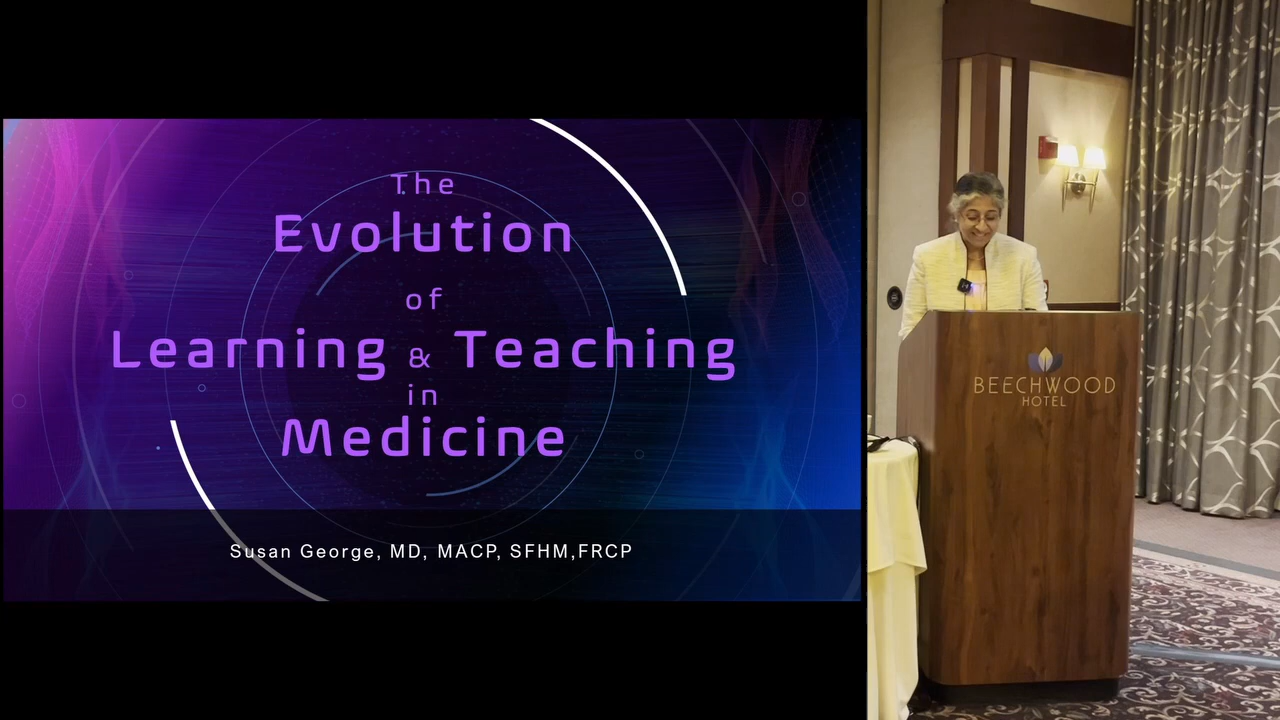 The
Evolution
of
Learning & Teaching
in
Medicine
Susan George, MD, MACP, SFHM,FRCP
BEECHWOOD
HOTEL